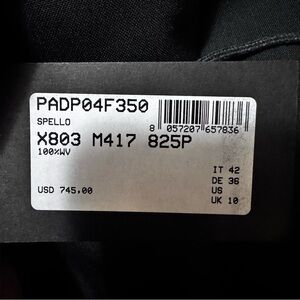 PADP04F350
SPELLO
8 057207 657836
X803 M417 825P
100%WV
IT 42
DE 36
USD 745,00
US
UK 10